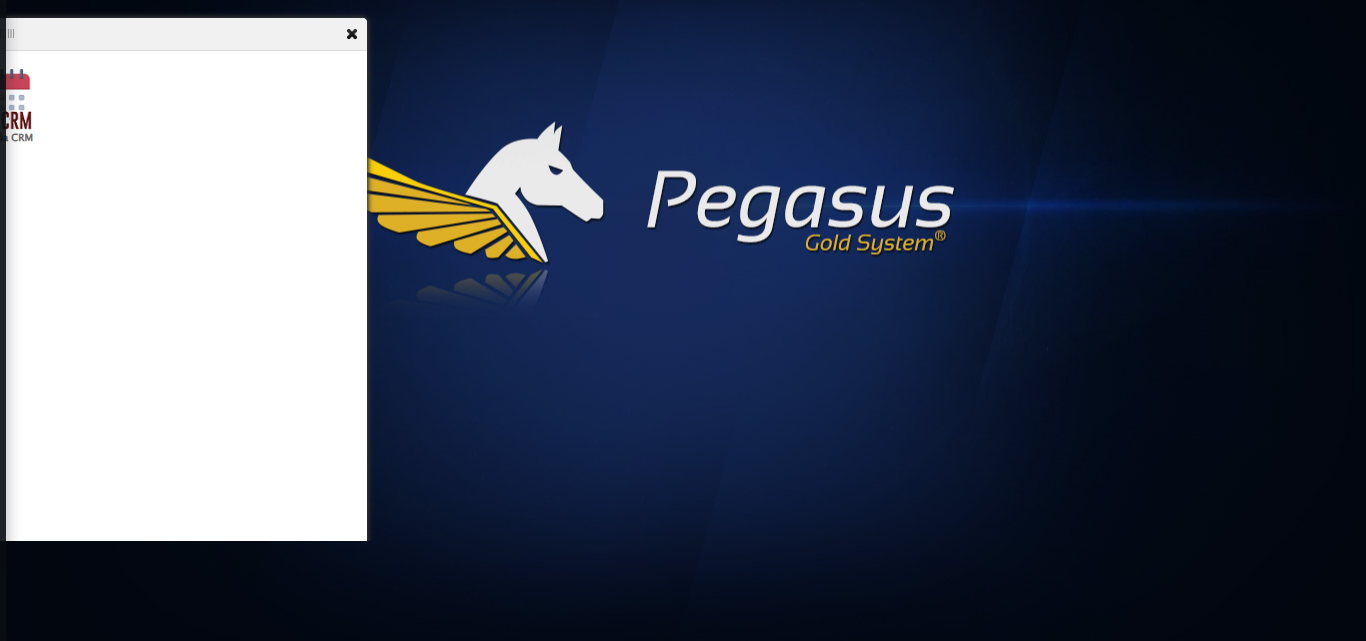 CRM
CRM
Pegasus
Gold System®